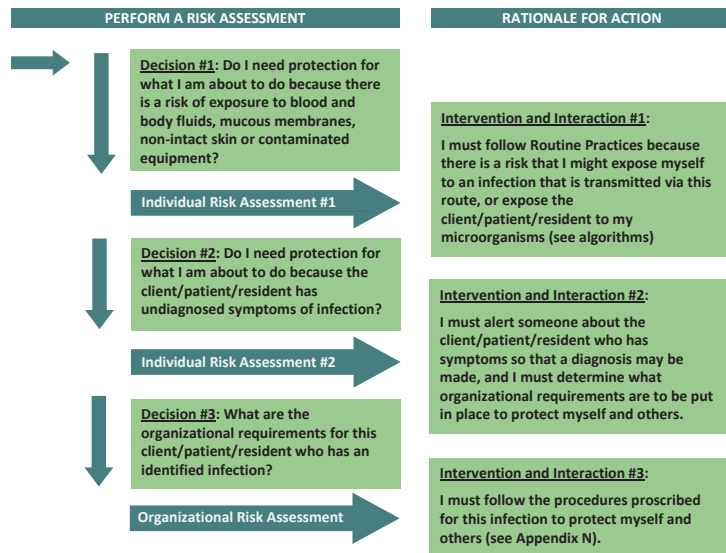 PERFORM A RISK ASSESSMENT
Decision #1: Do I need protection for
what I am about to do because there
is a risk of exposure to blood and
body fluids, mucous membranes,
non-intact skin or contaminated
equipment?
Individual Risk Assessment #1
Decision #2: Do I need protection for
what I am about to do because the
client/patient/resident has
undiagnosed symptoms of infection?
Individual Risk Assessment #2
Decision #3: What are the
organizational requirements for this
client/patient/resident who has an
identified infection?
Organizational Risk Assessment
RATIONALE FOR ACTION
Intervention and Interaction #1:
I must follow Routine Practices because
there is a risk that I might expose myself
to an infection that is transmitted via this
route, or expose the
client/patient/resident to my
microorganisms (see algorithms)
Intervention and Interaction #2:
I must alert someone about the
client/patient/resident who has
symptoms so that a diagnosis may be
made, and I must determine what
organizational requirements are to be put
in place to protect myself and others.
Intervention and Interaction #3:
I must follow the procedures proscribed
for this infection to protect myself and
others (see Appendix N).